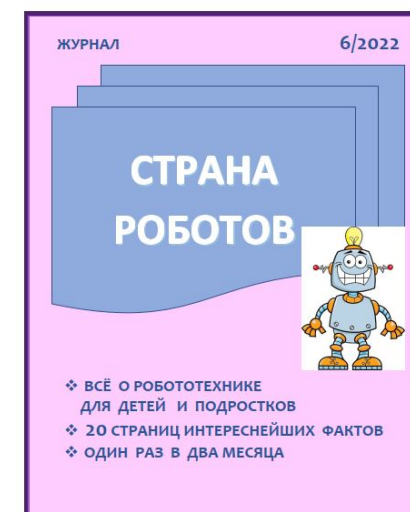 ЖУРНАЛ 6/2022
СТРАНА
РОБОТОВ
❖ ВСЁ О РОБОТОТЕХНИКЕ
ДЛЯ ДЕТЕЙ И ПОДРОСТКОВ
❖ 20 СТРАНИЦ ИНТЕРЕСНЕЙШИХ ФАКТОВ
❖ ОДИН РАЗ В ДВА МЕСЯЦА